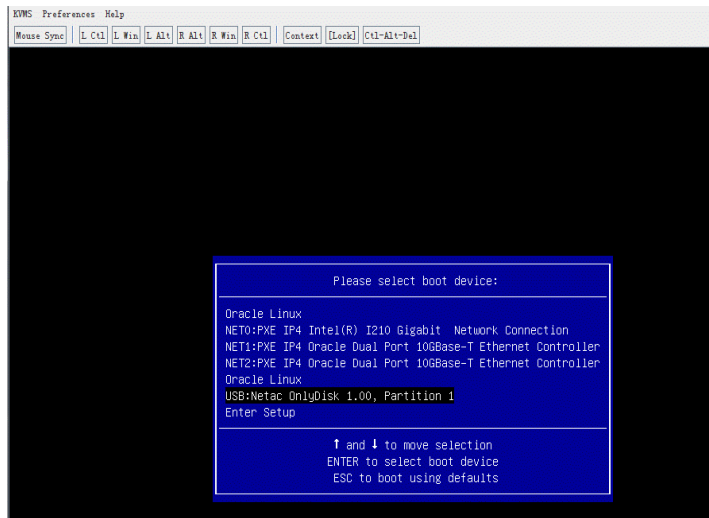 KVMS Preferences Help
Mouse Sync L Ctl L Win L Alt R Alt R Win R Ctl Context [Lock] Ctl-Alt-Del
Please select boot device:
Oracle Linux
NET0:PXE IP4 Intel(R) I210 Gigabit  Network Connection
NET1:PXE IP4 Oracle Dual Port 10GBase-T Ethernet Controller
NET2:PXE IP4 Oracle Dual Port 10GBase-T Ethernet Controller
Oracle Linux
USB:Netac OnlyDisk 1.00, Partition 1
Enter Setup
↑ and ↓ to move selection
ENTER to select boot device
ESC to boot using defaults